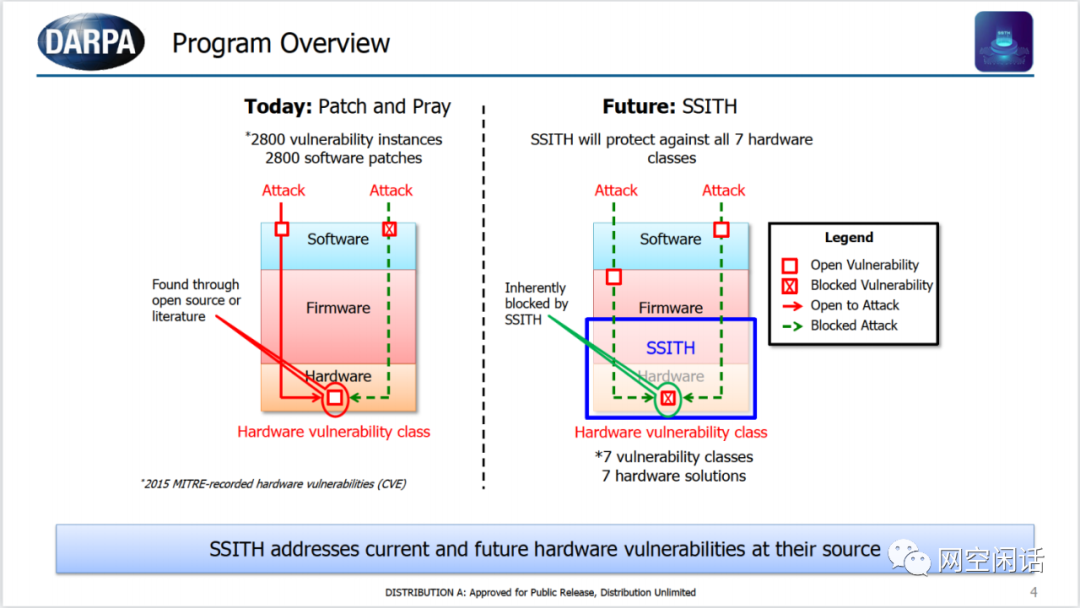 DARPA
Program Overview
Today: Patch and Pray
*2800 vulnerability instances
2800 software patches
Attack
Attack
Software
Found through
open source or
literature
Firmware
Hardware
Hardware vulnerability class
*2015 MITRE-recorded hardware vulnerabilities (CVE)
Future: SSITH
SSITH will protect against all 7 hardware
classes
Attack
Attack
Software
Inherently
blocked by
SSITH
Firmware
SSITH
Hardware
Hardware vulnerability class
*7 vulnerability classes
7 hardware solutions
Legend
Open Vulnerability
Blocked Vulnerability
Open to Attack
Blocked Attack
SSITH addresses current and future hardware vulnerabilities at their source
网空闲话
DISTRIBUTION A: Approved for Public Release, Distribution Unlimited
4